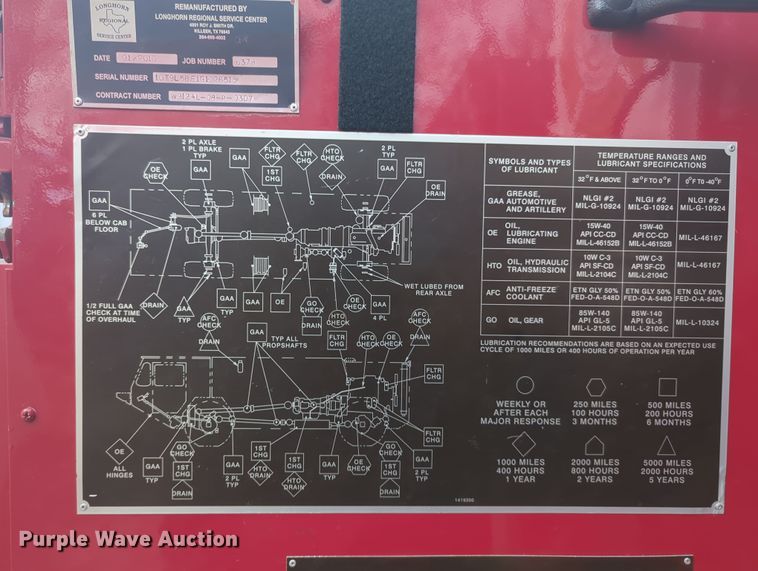 LONGHORN
REGIONAL
SERVICE CENTER
REMANUFACTURED BY
LONGHORN REGIONAL SERVICE CENTER
KILLEEN, TX
DATE
JOB NUMBER
SERIAL NUMBER
CONTRACT NUMBER
2 PL AXLE
1 PL BRAKE
TYP
GAA
FLTR CHG
FLTR CHG
HTO CHECK
2 PL TYP
OE CHECK
GAA
1ST CHG
DRAIN
GAA
FLTR CHG
OE DRAIN
GAA
6 PL
BELOW CAB
FLOOR
WET LUBED FROM
REAR AXLE
1/2 FULL GAA
CHECK AT TIME
OF OVERHAUL
DRAIN
GAA
TYP
GAA
GAA
OE
GO CHECK
DRAIN
HTO CHECK
OE CHECK
GAA
4 PL
AFC CHECK
DRAIN
GAA
TYP ALL
PROPSHAFTS
FLTR CHG
HTO CHECK
OE CHECK
AFC CHECK
DRAIN
FLTR CHG
FLTR CHG
OE
ALL
HINGES
GAA
TYP
GO CHECK
1ST CHG
DRAIN
GAA
2 PL
TYP
1ST CHG
HTO DRAIN
1ST CHG
HTO DRAIN
GAA
TYP
OE CHECK
GO CHECK
1ST CHG
DRAIN
GAA
2 PL
TYP
SYMBOLS AND TYPES
OF LUBRICANT
TEMPERATURE RANGES AND
LUBRICANT SPECIFICATIONS
32°F & ABOVE
32°F TO 0°F
0°F TO -40°F
GAA GREASE, AUTOMOTIVE AND ARTILLERY
NLGI #2 MIL-G-10924
NLGI #2 MIL-G-10924
NLGI #2 MIL-G-10924
OE OIL, LUBRICATING ENGINE
15W-40 API CC-CD MIL-L-46152B
15W-40 API CC-CD MIL-L-46152B
MIL-L-46167
HTO OIL, HYDRAULIC TRANSMISSION
10W C-3 API SF-CD MIL-L-2104C
10W C-3 API SF-CD MIL-L-2104C
MIL-L-46167
AFC ANTI-FREEZE COOLANT
ETN GLY 50% FED-O-A-548D
ETN GLY 50% FED-O-A-548D
ETN GLY 60% FED-O-A-548D
GO OIL, GEAR
85W-140 API GL-5 MIL-L-2105C
85W-140 API GL-5 MIL-L-2105C
MIL-L-10324
LUBRICATION RECOMMENDATIONS ARE BASED ON AN EXPECTED USE
CYCLE OF 1000 MILES OR 400 HOURS OF OPERATION PER YEAR
WEEKLY OR
AFTER EACH
MAJOR RESPONSE
250 MILES
100 HOURS
3 MONTHS
500 MILES
200 HOURS
6 MONTHS
1000 MILES
400 HOURS
1 YEAR
2000 MILES
800 HOURS
2 YEARS
5000 MILES
2000 HOURS
5 YEARS
Purple Wave Auction